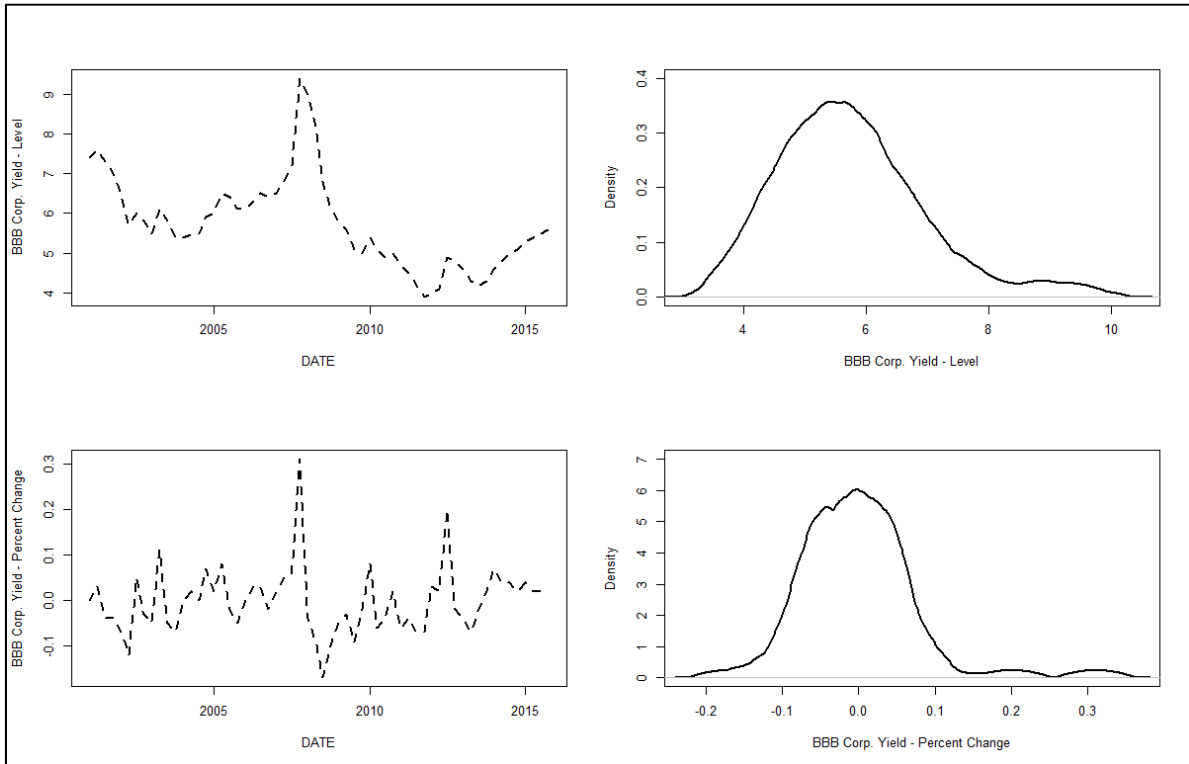 BBB Corp. Yield - Level
9
8
7
6
5
4
2005 2010 2015
DATE
Density
0.4
0.3
0.2
0.1
0.0
4 6 8 10
BBB Corp. Yield - Level
BBB Corp. Yield - Percent Change
0.3
0.2
0.1
0.0
-0.1
2005 2010 2015
DATE
Density
7
6
5
4
3
2
1
0
-0.2 -0.1 0.0 0.1 0.2 0.3
BBB Corp. Yield - Percent Change